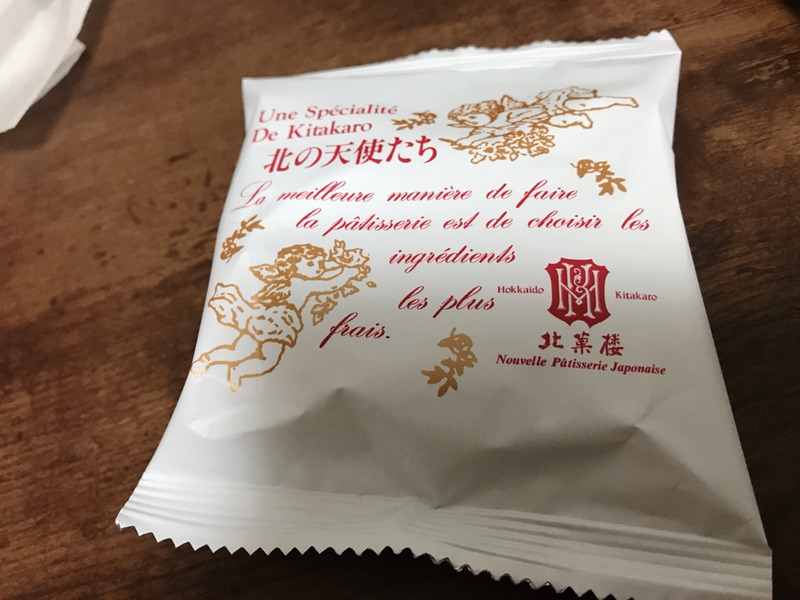 Une Spécialité
De Kitakaro
北の天使たち
La meilleure manière de faire
la pâtisserie est de choisir les
ingrédients
les plus
frais.
Hokkaido Kitakaro
北菓楼
Nouvelle Pâtisserie Japonaise